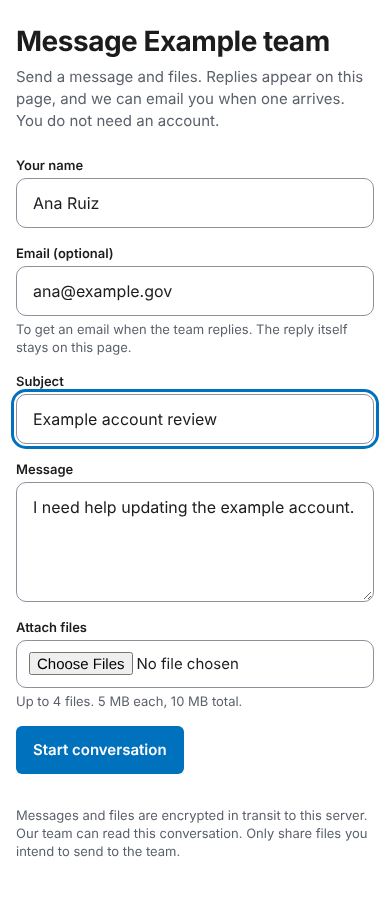 Message Example team
Send a message and files. Replies appear on this
page, and we can email you when one arrives.
You do not need an account.
Your name
Ana Ruiz
Email (optional)
ana@example.gov
To get an email when the team replies. The reply itself
stays on this page.
Subject
Example account review
Message
I need help updating the example account.
Attach files
Choose Files No file chosen
Up to 4 files. 5 MB each, 10 MB total.
Start conversation
Messages and files are encrypted in transit to this server.
Our team can read this conversation. Only share files you
intend to send to the team.